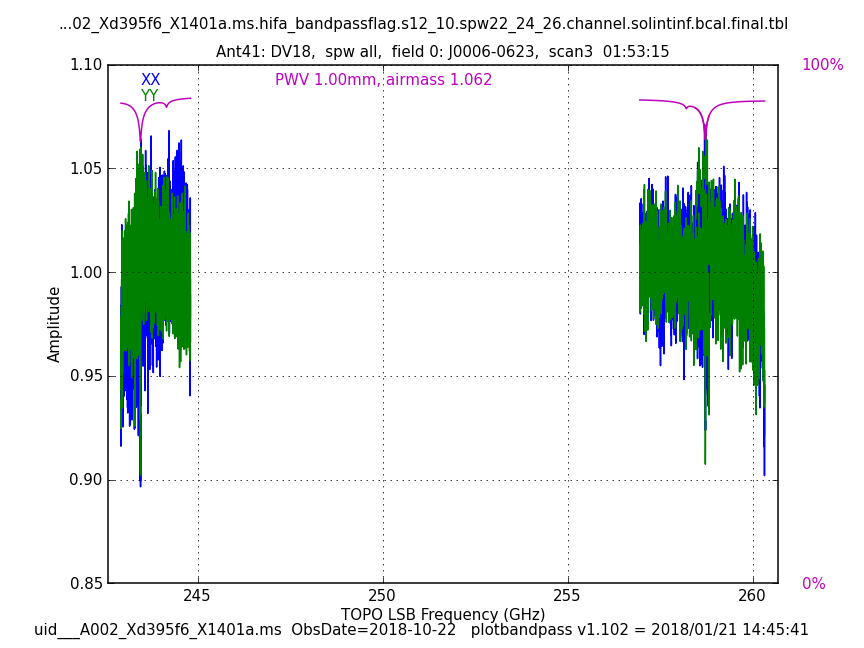 ...02_Xd395f6_X1401a.ms.hifa_bandpassflag.s12_10.spw22_24_26.channel.solintinf.bcal.final.tbl
Ant41: DV18, spw all, field 0: J0006-0623, scan3 01:53:15
1.10
XX
PWV 1.00mm, airmass 1.062
100%
YY
1.05
1.00
Amplitude
0.95
0.90
0.85
0%
245
250
255
260
TOPO LSB Frequency (GHz)
uid___A002_Xd395f6_X1401a.ms ObsDate=2018-10-22 plotbandpass v1.102 = 2018/01/21 14:45:41